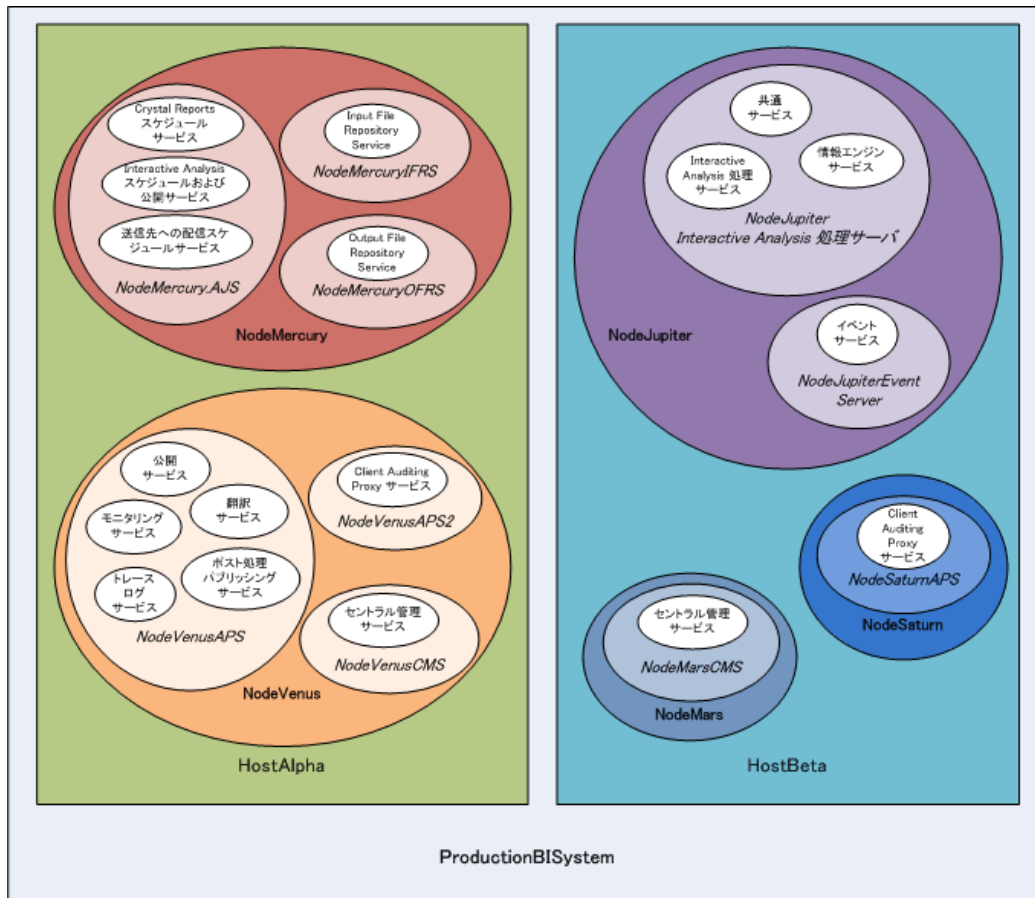 Crystal Reports
スケジュール
サービス
Interactive Analysis
スケジュールおよび
公開サービス
送信先への配信スケ
ジュールサービス
NodeMercury.AJS
Input File
Repository
Service
NodeMercuryIFRS
Output File
Repository
Service
NodeMercuryOFRS
NodeMercury
公開
サービス
モニタリング
サービス
翻訳
サービス
トレース
ログ
サービス
ポスト処理
パブリッシング
サービス
NodeVenusAPS
Client Auditing
Proxy サービス
NodeVenusAPS2
セントラル管理
サービス
NodeVenusCMS
NodeVenus
HostAlpha
共通
サービス
Interactive
Analysis 処理
サービス
情報エンジン
サービス
NodeJupiter
Interactive Analysis 処理サーバ
NodeJupiter
イベント
サービス
NodeJupiterEvent
Server
Client
Auditing
Proxy
サービス
NodeSaturnAPS
NodeSaturn
セントラル管理
サービス
NodeMarsCMS
NodeMars
HostBeta
ProductionBISystem